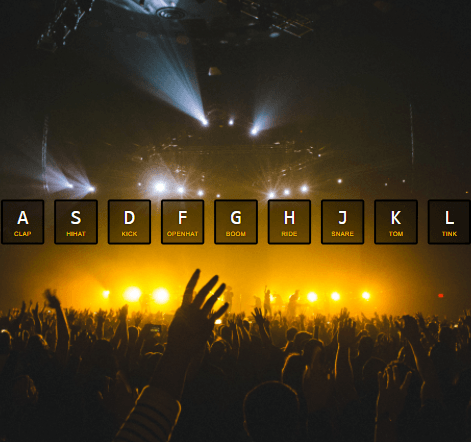 A S D F G H J K L
CLAP HIHAT KICK OPENHAT BOOM RIDE SNARE TOM TINK